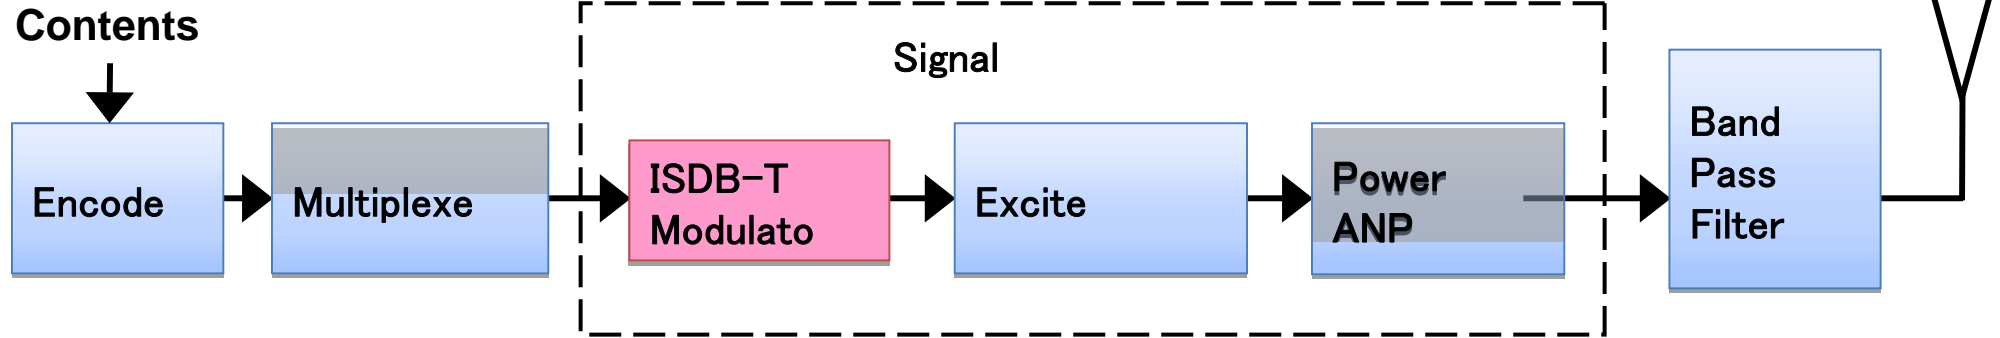 Contents
Signal
Encode
Multiplexe
ISDB-T
Modulato
Excite
Power
ANP
Band
Pass
Filter